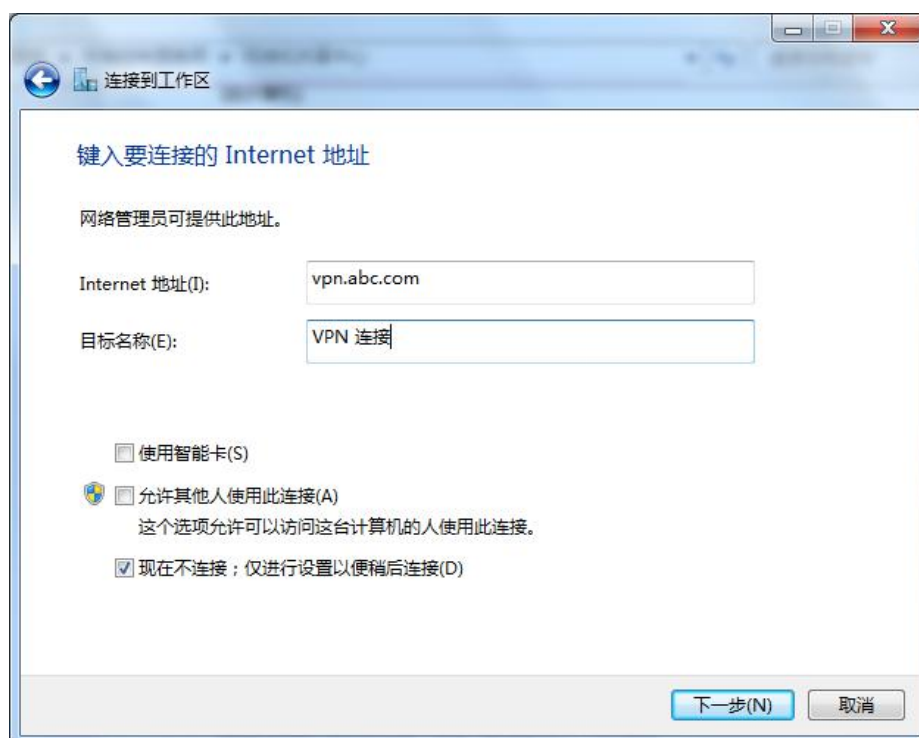 连接到工作区
键入要连接的 Internet 地址
网络管理员可提供此地址。
Internet 地址(I):
vpn.abc.com
目标名称(E):
VPN 连接
使用智能卡(S)
允许其他人使用此连接(A)
这个选项允许可以访问这台计算机的人使用此连接。
现在不连接；仅进行设置以便稍后连接(D)
下一步(N)
取消